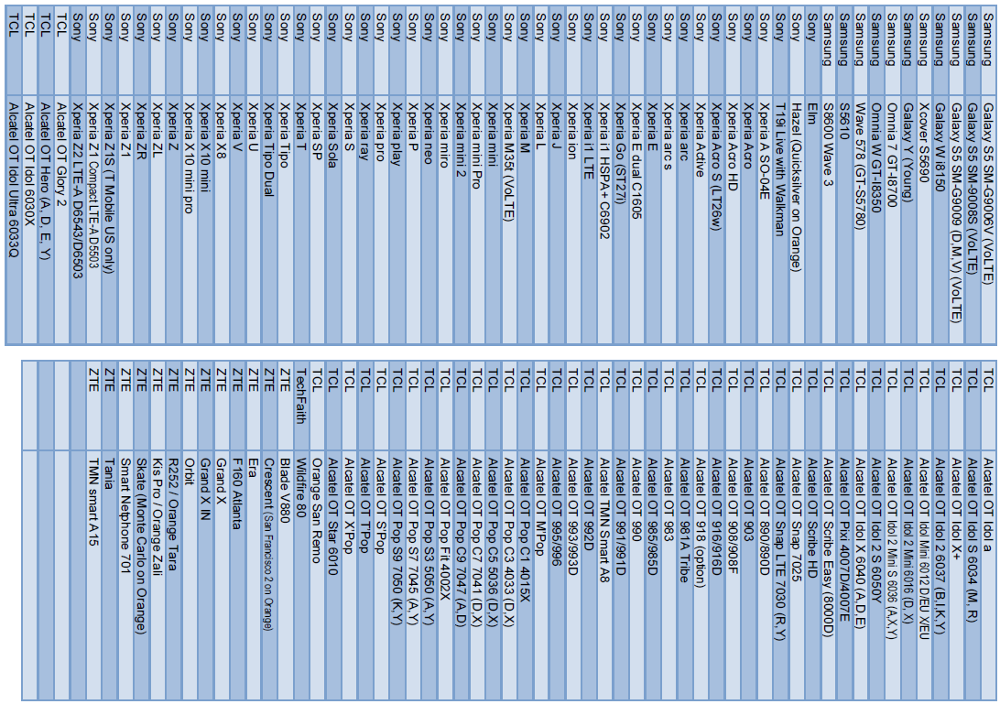 Samsung Galaxy S5 SM-G9006V (VoLTE)
Samsung Galaxy S5 SM-9008S (VoLTE)
Samsung Galaxy S5 SM-G9009 (D,M,V) (VoLTE)
Samsung Galaxy W i8150
Samsung Xcover S5690
Samsung Galaxy Y (Young)
Samsung Omnia 7 GT-I8700
Samsung Omnia W GT-I8350
Samsung Wave 578 (GT-S5780)
Samsung S5610
Samsung S8000 Wave 3
Sony Elm
Sony Hazel (Quicksilver on Orange)
Sony T19i Live with Walkman
Sony Xperia A SO-04E
Sony Xperia Acro
Sony Xperia Acro HD
Sony Xperia Acro S (LT26w)
Sony Xperia Active
Sony Xperia arc
Sony Xperia arc s
Sony Xperia E
Sony Xperia E dual C1605
Sony Xperia Go (ST27i)
Sony Xperia i1 HSPA+ C6902
Sony Xperia i1 LTE
Sony Xperia ion
Sony Xperia J
Sony Xperia L
Sony Xperia M
Sony Xperia M35t (VoLTE)
Sony Xperia mini
Sony Xperia mini Pro
Sony Xperia mini 2
Sony Xperia miro
Sony Xperia neo
Sony Xperia P
Sony Xperia play
Sony Xperia pro
Sony Xperia ray
Sony Xperia S
Sony Xperia Sola
Sony Xperia SP
Sony Xperia T
Sony Xperia Tipo
Sony Xperia Tipo Dual
Sony Xperia U
Sony Xperia V
Sony Xperia X8
Sony Xperia X10 mini
Sony Xperia X10 mini pro
Sony Xperia Z
Sony Xperia ZL
Sony Xperia ZR
Sony Xperia Z1
Sony Xperia Z1S (T Mobile US only)
Sony Xperia Z1 Compact LTE-A D5503
Sony Xperia Z2 LTE-A D6543/D6503
TCL Alcatel OT Glory 2
TCL Alcatel OT Hero (A, D, E, Y)
TCL Alcatel OT Idol 6030X
TCL Alcatel OT Idol Ultra 6033Q
TCL Alcatel OT Idol a
TCL Alcatel OT Idol S 6034 (M, R)
TCL Alcatel OT Idol X+
TCL Alcatel OT Idol 2 6037 (B,I,K,Y)
TCL Alcatel OT Idol Mini 6012 D/EU X/EU
TCL Alcatel OT Idol 2 Mini 6016 (D, X)
TCL Alcatel OT Idol 2 Mini S 6036 (A,X,Y)
TCL Alcatel OT Idol 2 S 6050Y
TCL Alcatel OT Idol X 6040 (A,D,E)
TCL Alcatel OT Pixi 4007D/4007E
TCL Alcatel OT Scribe Easy (8000D)
TCL Alcatel OT Scribe HD
TCL Alcatel OT Snap 7025
TCL Alcatel OT Snap LTE 7030 (R,Y)
TCL Alcatel OT 890/890D
TCL Alcatel OT 903
TCL Alcatel OT 908/908F
TCL Alcatel OT 916/916D
TCL Alcatel OT 918 (option)
TCL Alcatel OT 981A Tribe
TCL Alcatel OT 983
TCL Alcatel OT 985/985D
TCL Alcatel OT 990
TCL Alcatel OT 991/991D
TCL Alcatel TMN Smart A8
TCL Alcatel OT 992D
TCL Alcatel OT 993/993D
TCL Alcatel OT 995/996
TCL Alcatel OT M'Pop
TCL Alcatel OT Pop C1 4015X
TCL Alcatel OT Pop C3 4033 (D,X)
TCL Alcatel OT Pop C5 5036 (D,X)
TCL Alcatel OT Pop C7 7041 (D,X)
TCL Alcatel OT Pop C9 7047 (A,D)
TCL Alcatel OT Pop Fit 4002X
TCL Alcatel OT Pop S3 5050 (A,Y)
TCL Alcatel OT Pop S7 7045 (A,Y)
TCL Alcatel OT Pop S9 7050 (K,Y)
TCL Alcatel OT S'Pop
TCL Alcatel OT T'Pop
TCL Alcatel OT X'Pop
TCL Alcatel OT Star 6010
TCL Orange San Remo
TechFaith Wildfire 80
ZTE Blade V880
ZTE Crescent (San Francisco 2 on Orange)
ZTE Era
ZTE F160 Atlanta
ZTE Grand X
ZTE Grand X IN
ZTE Orbit
ZTE R252 / Orange Tara
ZTE Kis Pro / Orange Zali
ZTE Skate (Monte Carlo on Orange)
ZTE Smart Netphone 701
ZTE Tania
ZTE TMN smart A15